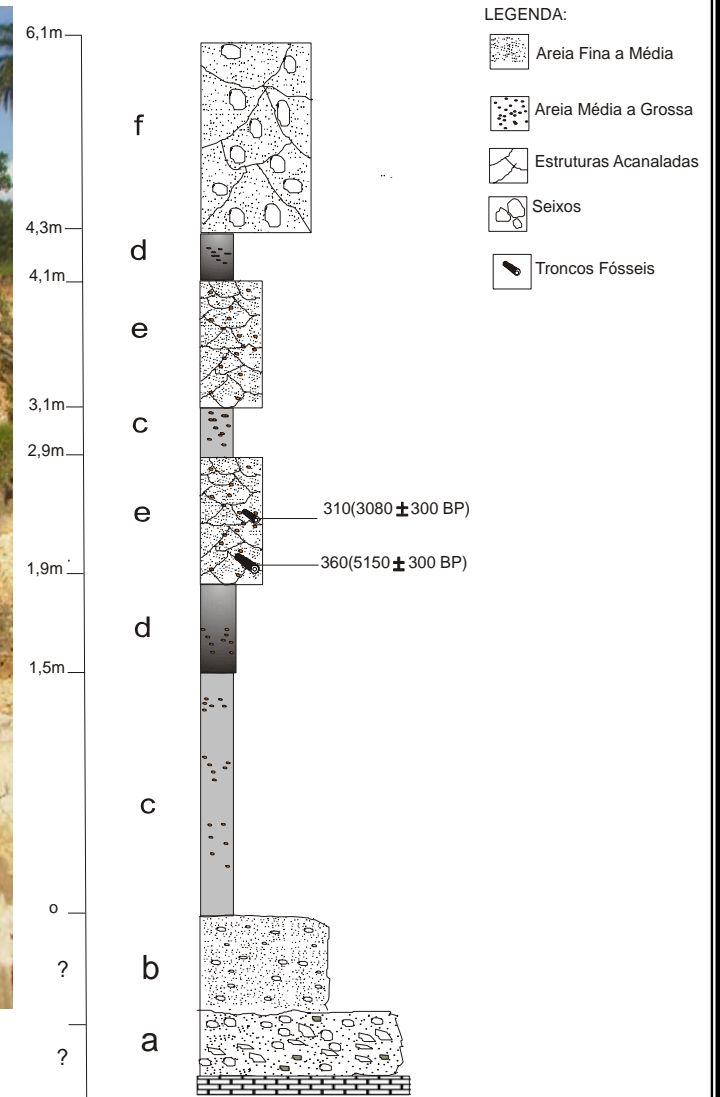 LEGENDA:
Areia Fina a Média
Areia Média a Grossa
Estruturas Acanaladas
Seixos
Troncos Fósseis
6,1m
f
4,3m
d
4,1m
e
3,1m
c
2,9m
e
310(3080 ± 300 BP)
360(5150 ± 300 BP)
1,9m
d
1,5m
c
o
b
?
a
?